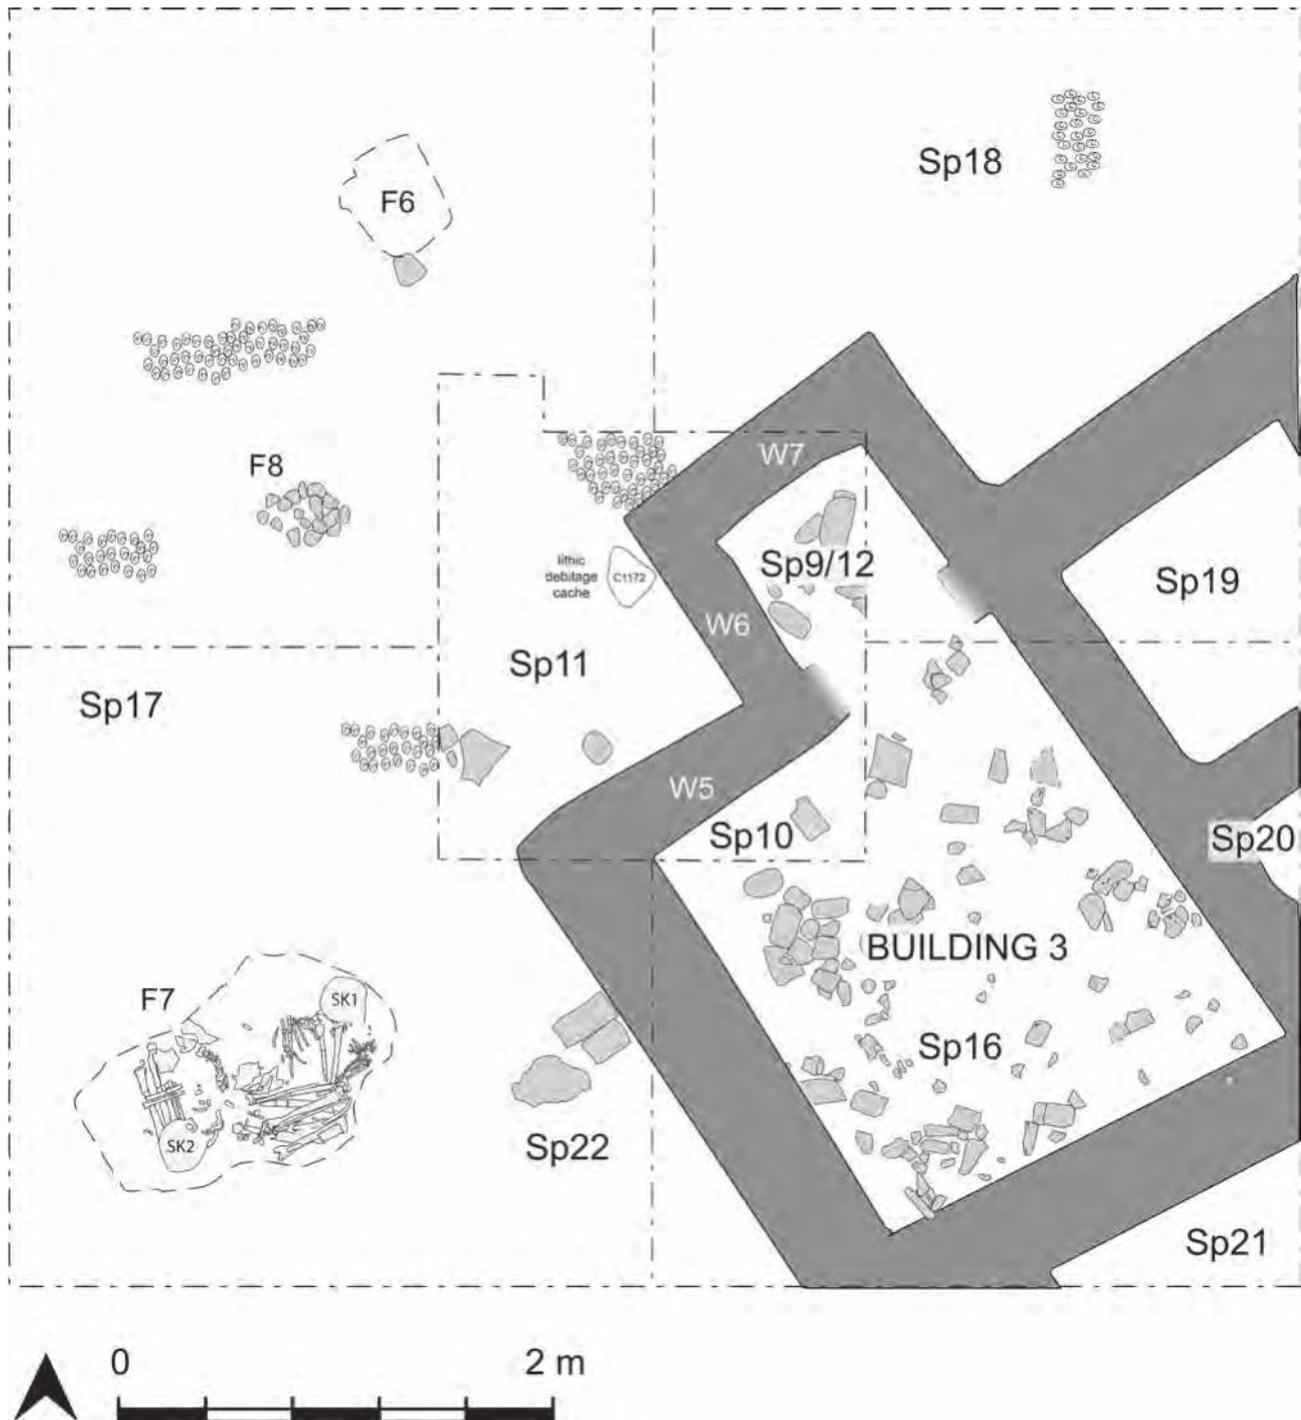 Sp18
F6
F8
W7
Sp9/12
lithic
debitage
cache
C1172
W6
Sp19
Sp11
Sp17
W5
Sp10
Sp20
BUILDING 3
F7
SK1
Sp16
SK2
Sp22
Sp21
0 2 m